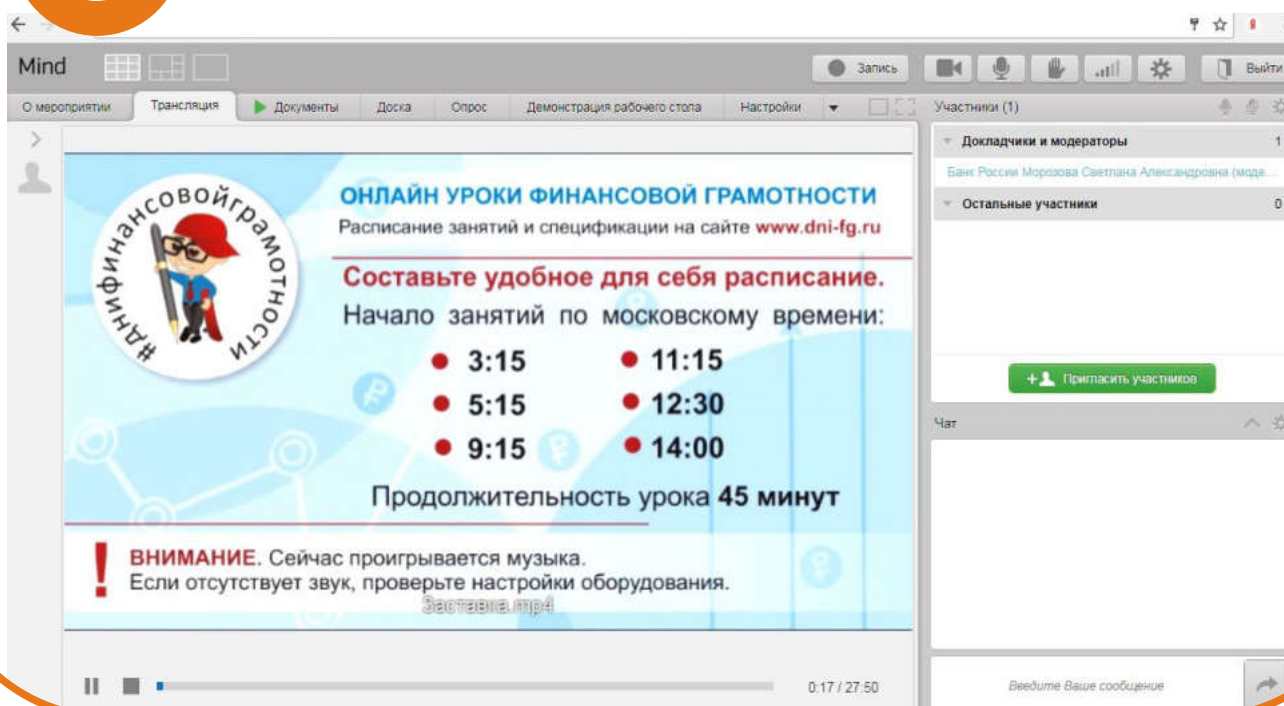 Mind
Запись
Выйти
О мероприятии
Трансляция
Документы
Доска
Опрос
Демонстрация рабочего стола
Настройки
Участники (1)
Докладчики и модераторы 1
Банк России Морозова Светлана Александровна (моде...
Остальные участники 0
Пригласить участников
Чат
#днифинансовойграмотности
ОНЛАЙН УРОКИ ФИНАНСОВОЙ ГРАМОТНОСТИ
Расписание занятий и спецификации на сайте www.dni-fg.ru
Составьте удобное для себя расписание.
Начало занятий по московскому времени:
3:15 11:15
5:15 12:30
9:15 14:00
Продолжительность урока 45 минут
! ВНИМАНИЕ. Сейчас проигрывается музыка.
Если отсутствует звук, проверьте настройки оборудования.
Заставка.mp4
0:17 / 27:50
Введите Ваше сообщение